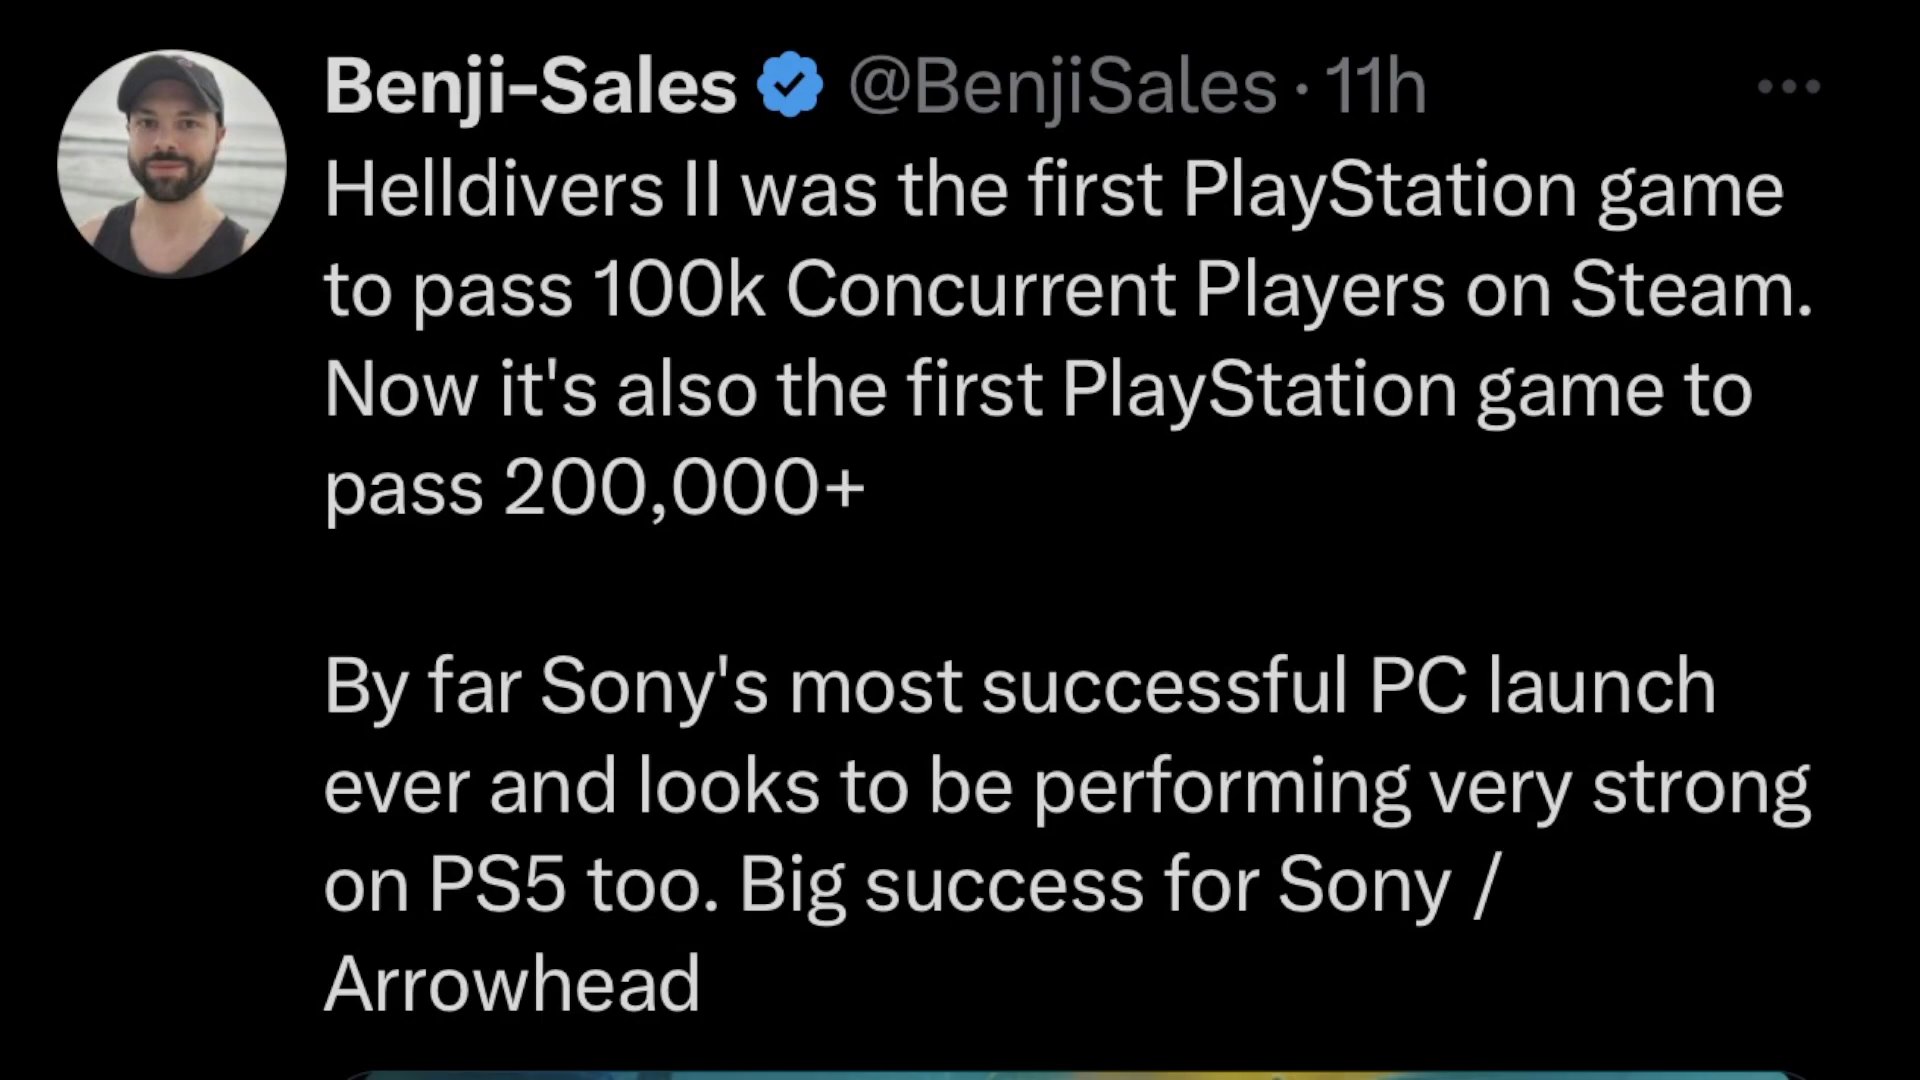 Benji-Sales @BenjiSales · 11h
Helldivers II was the first PlayStation game
to pass 100k Concurrent Players on Steam.
Now it's also the first PlayStation game to
pass 200,000+
By far Sony's most successful PC launch
ever and looks to be performing very strong
on PS5 too. Big success for Sony /
Arrowhead